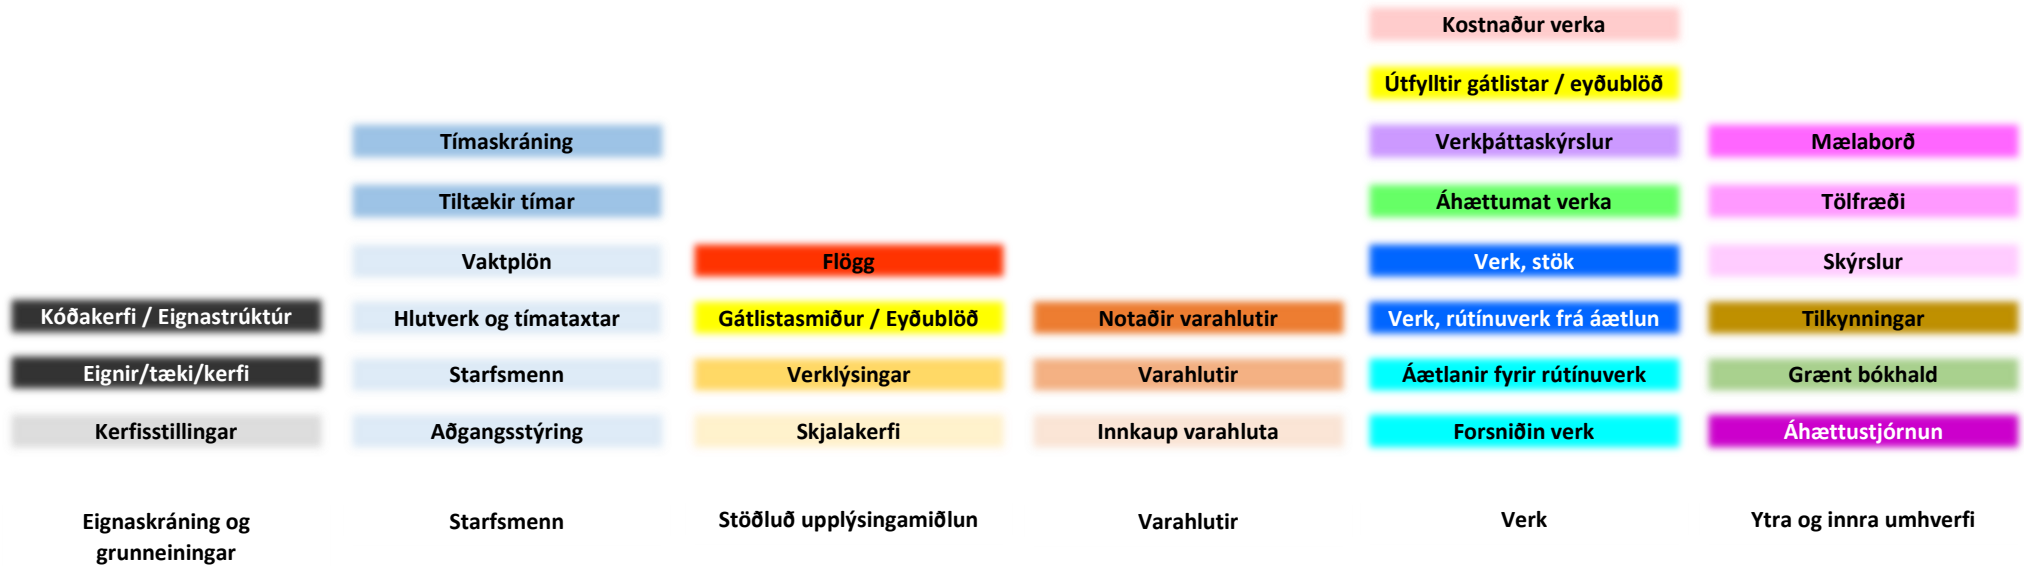 Kostnaður verka
Útfylltir gátlistar / eyðublöð
Tímaskráning
Verkþáttaskýrslur
Mælaborð
Tiltækir tímar
Áhættumat verka
Tölfræði
Vaktplön
Flögg
Verk, stök
Skýrslur
Kóðakerfi / Eignastrúktúr
Hlutverk og tímataxtar
Gátlistasmiður / Eyðublöð
Notaðir varahlutir
Verk, rútínuverk frá áætlun
Tilkynningar
Eignir/tæki/kerfi
Starfsmenn
Verklýsingar
Varahlutir
Áætlanir fyrir rútínuverk
Grænt bókhald
Kerfisstillingar
Aðgangsstýring
Skjalakerfi
Innkaup varahluta
Forsniðin verk
Áhættustjórnun
Eignaskráning og
grunneiningar
Starfsmenn
Stöðluð upplýsingamiðlun
Varahlutir
Verk
Ytra og innra umhverfi